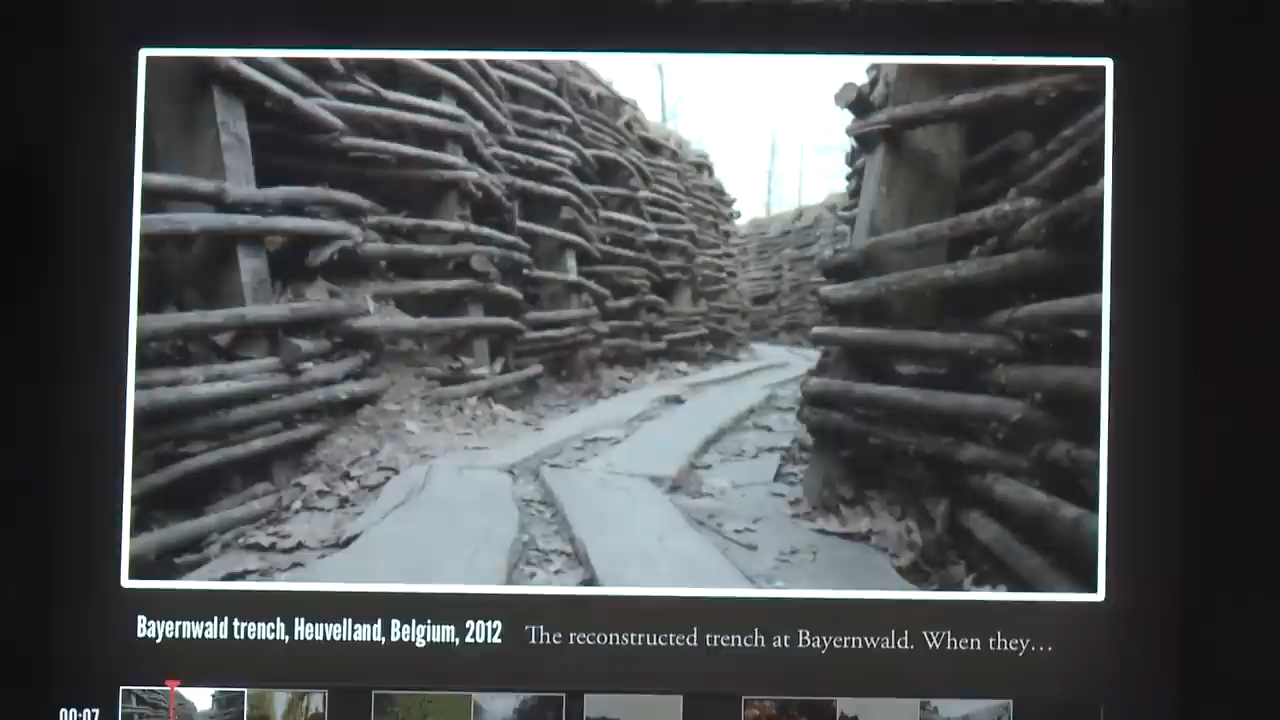 Bayernwald trench, Heuvelland, Belgium, 2012 The reconstructed trench at Bayernwald. When they…
00:07